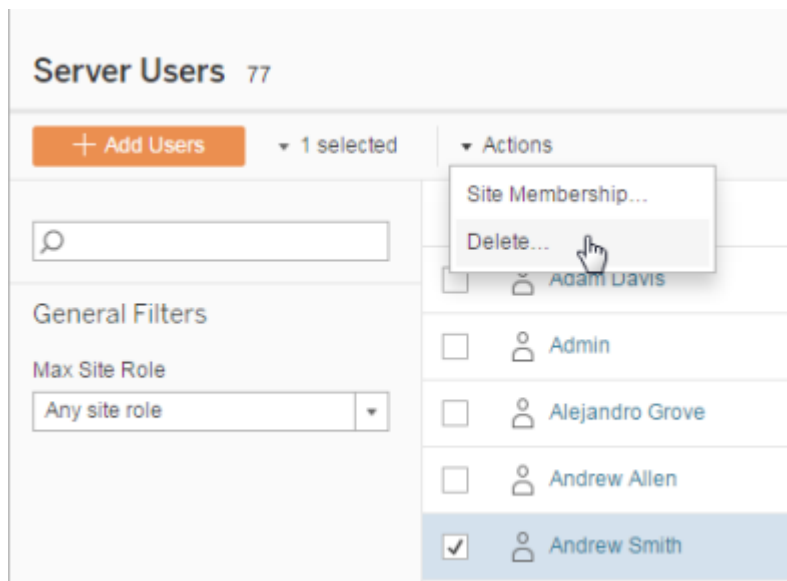 Server Users 77
+ Add Users
1 selected
Actions
Site Membership...
Delete...
Adam Davis
General Filters
Max Site Role
Any site role
Admin
Alejandro Grove
Andrew Allen
Andrew Smith